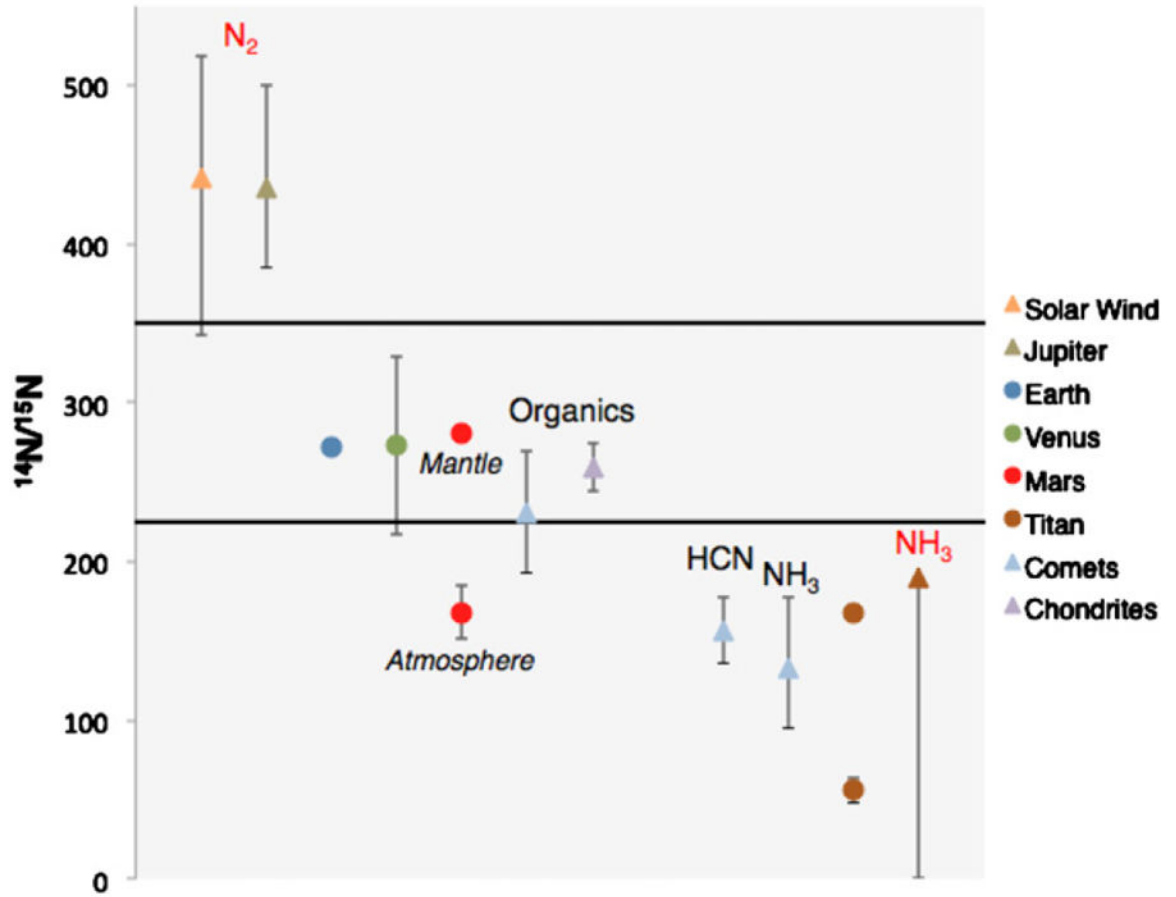 N₂
500
400
300
200
100
0
¹⁴N/¹⁵N
Organics
Mantle
Atmosphere
HCN
NH₃
NH₃
Solar Wind
Jupiter
Earth
Venus
Mars
Titan
Comets
Chondrites